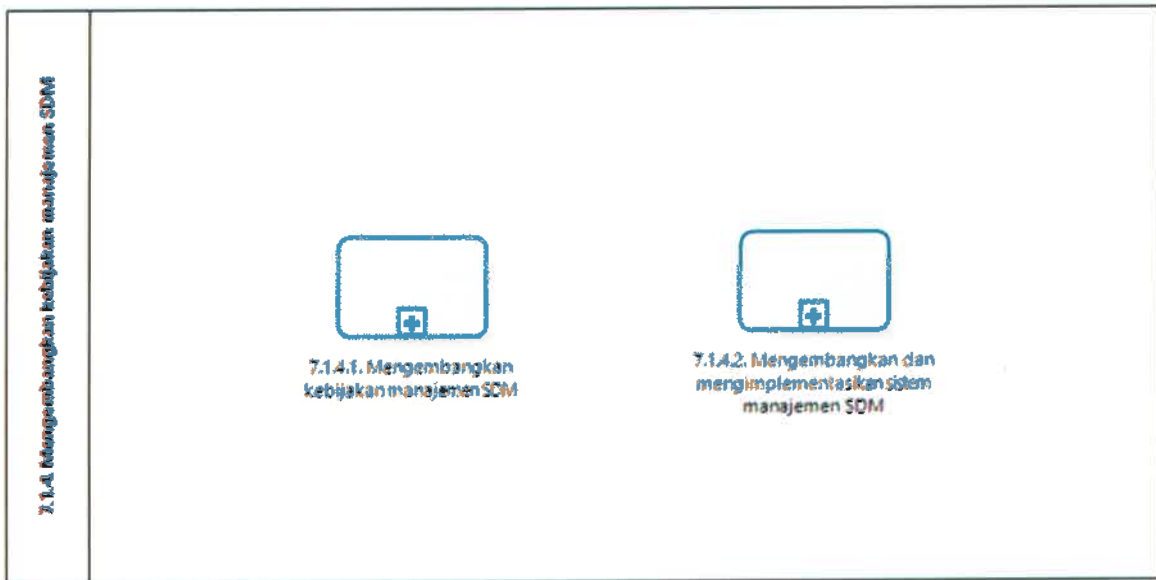 7.1.4. Mengembangkan kebijakan manajemen SDM
7.1.4.1. Mengembangkan
kebijakan manajemen SDM
7.1.4.2. Mengembangkan dan
mengimplementasikan sistem
manajemen SDM